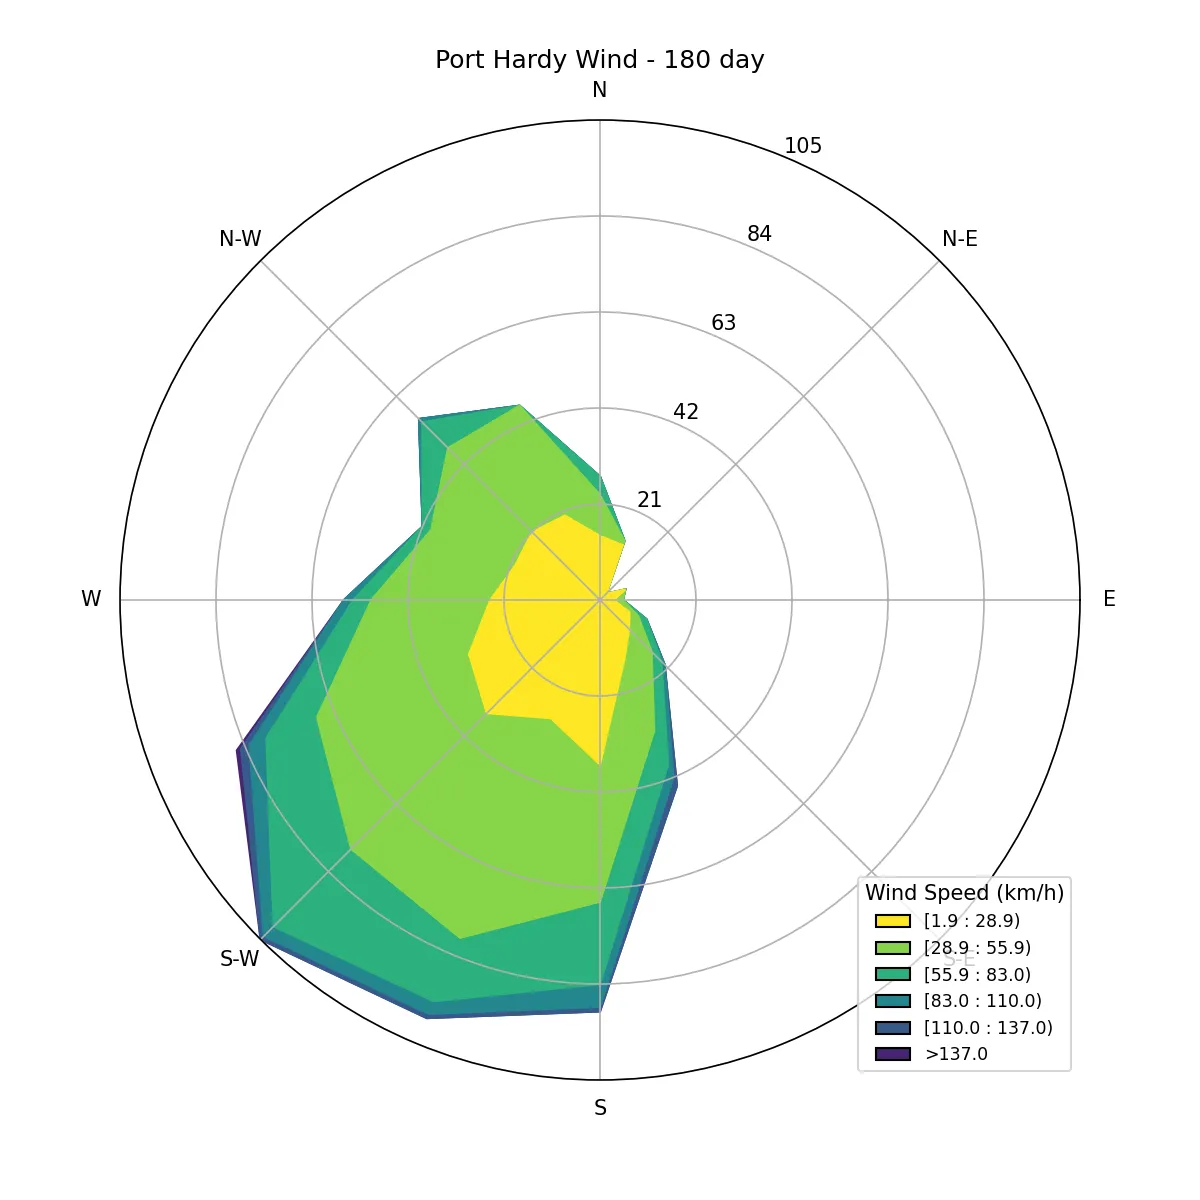 Port Hardy Wind - 180 day
N
105
84
N-W
N-E
63
42
21
W
E
S-W
S-E
S
Wind Speed (km/h)
[1.9 : 28.9)
[28.9 : 55.9)
[55.9 : 83.0)
[83.0 : 110.0)
[110.0 : 137.0)
>137.0